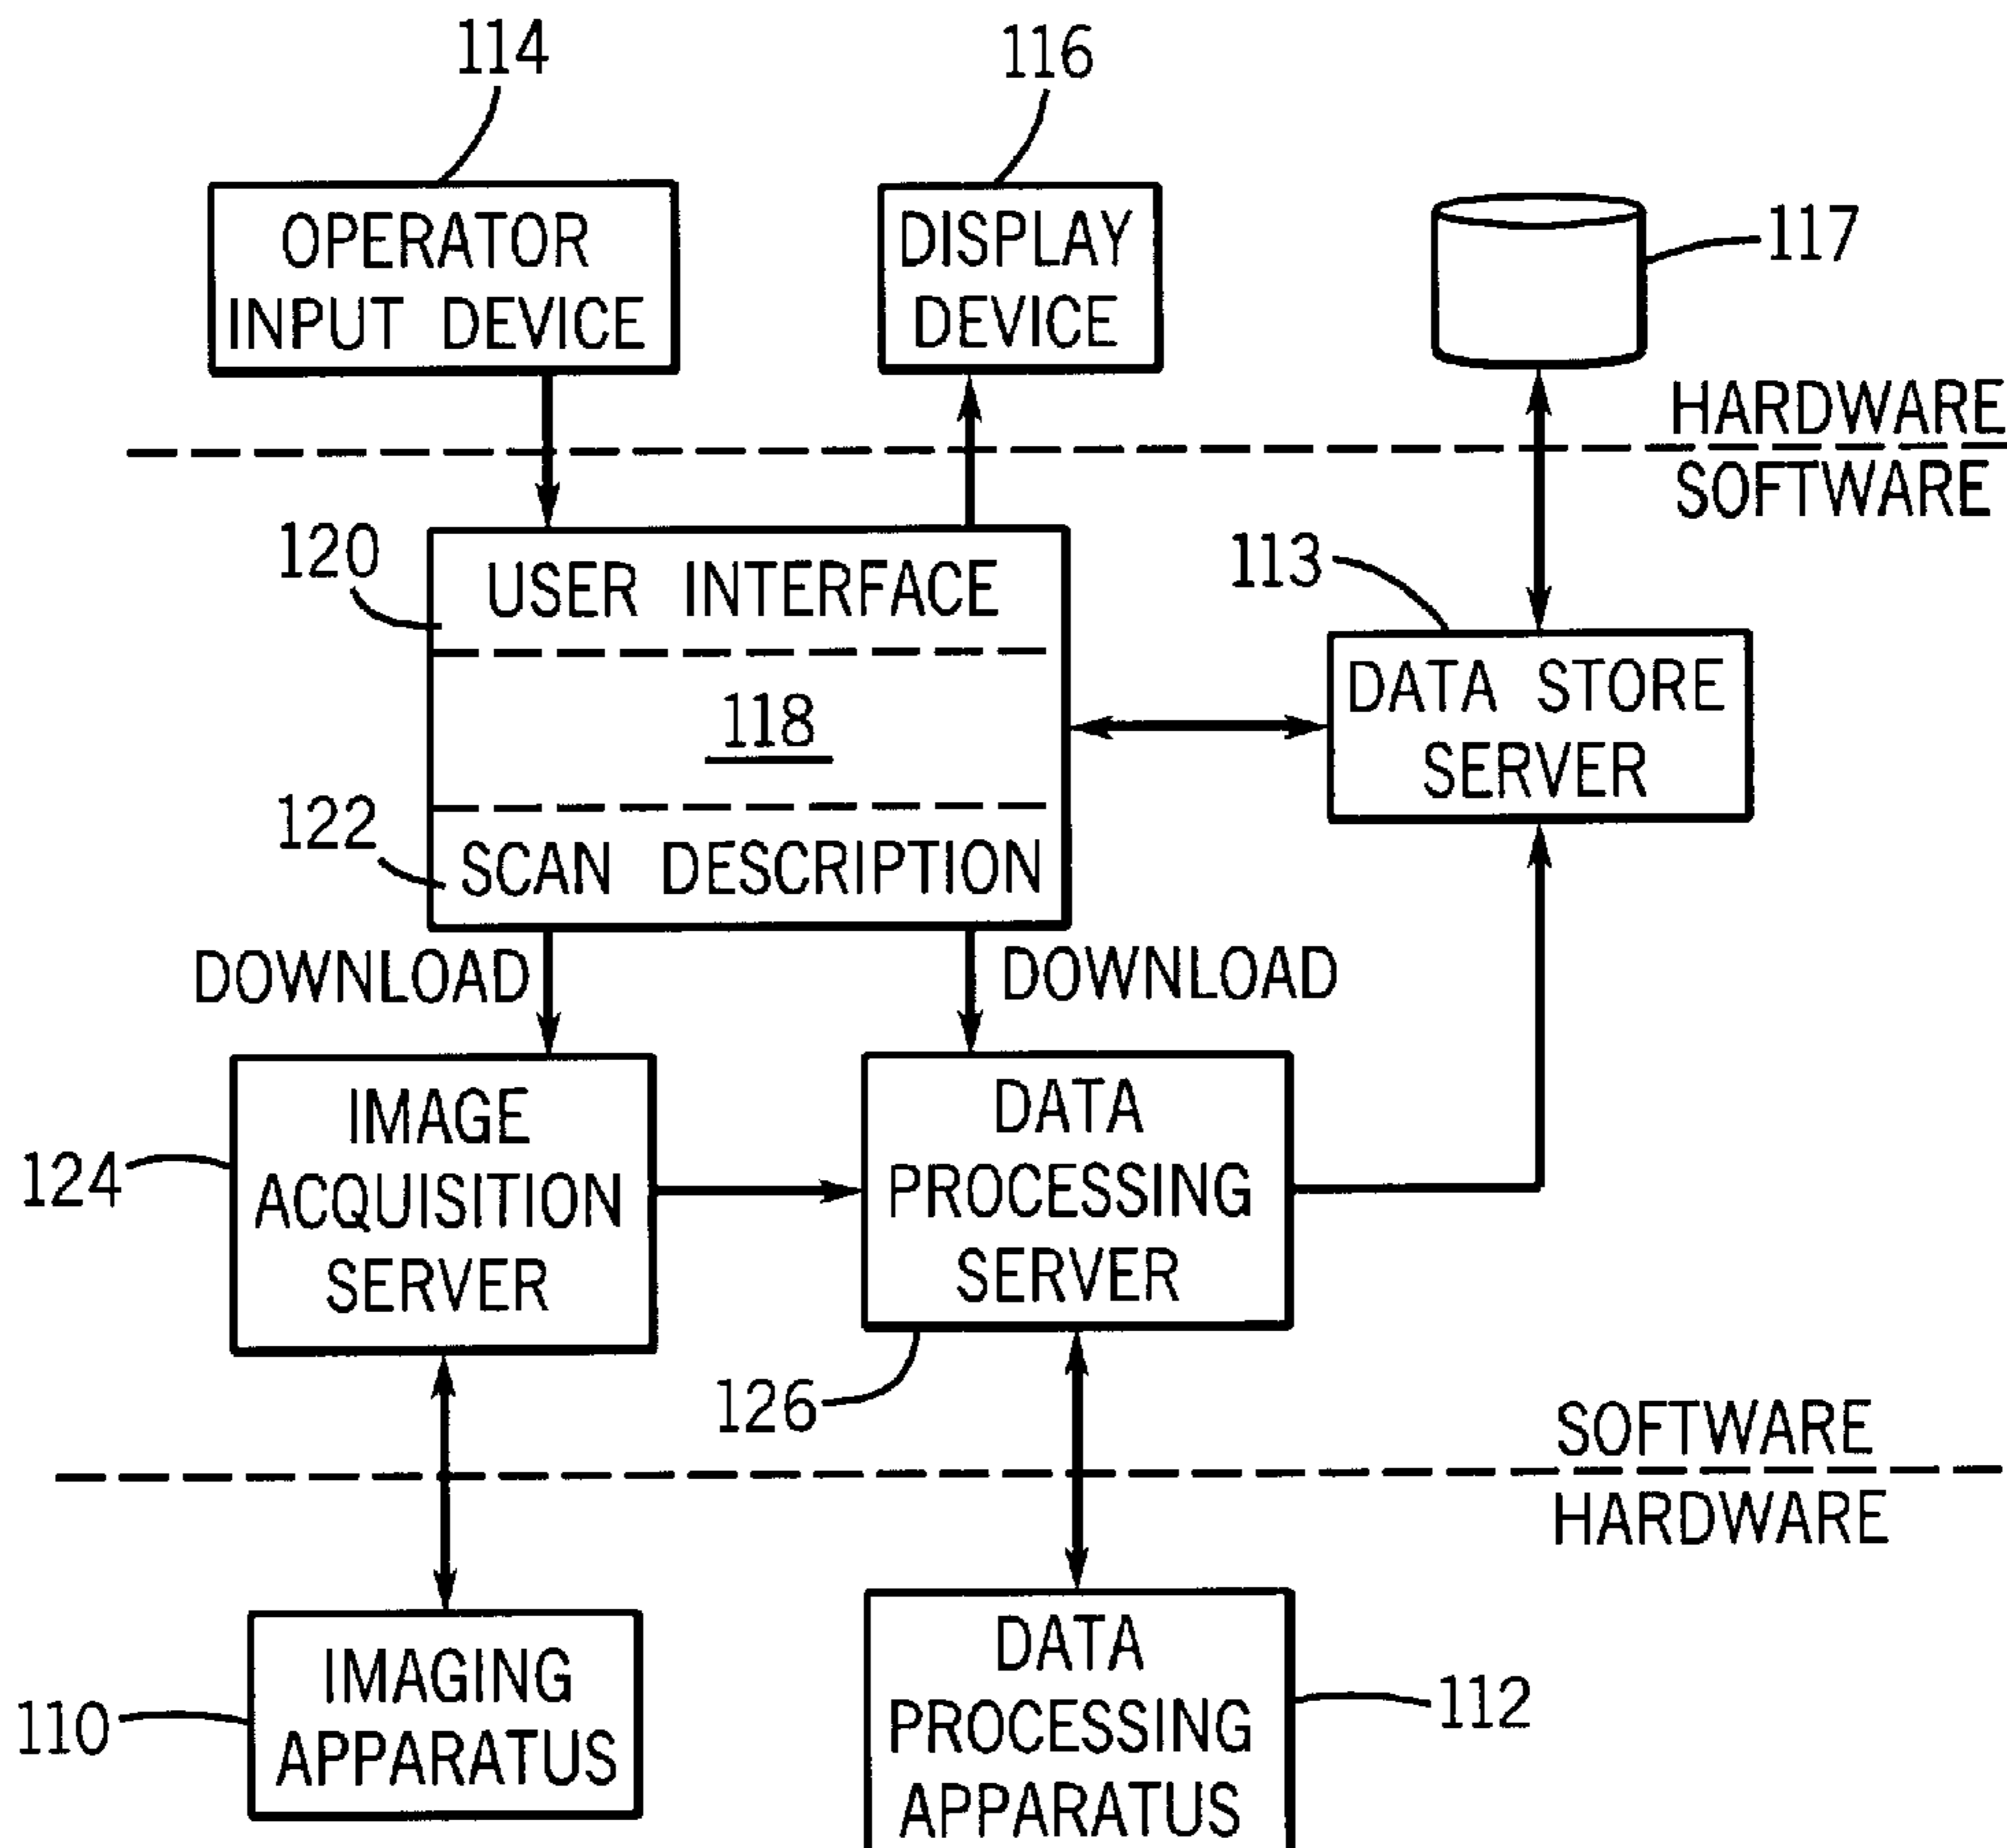 114
116
OPERATOR
INPUT DEVICE
DISPLAY
DEVICE
117
HARDWARE
SOFTWARE
120
USER INTERFACE
113
118
DATA STORE
SERVER
122
SCAN DESCRIPTION
DOWNLOAD
DOWNLOAD
124
IMAGE
ACQUISITION
SERVER
DATA
PROCESSING
SERVER
126
SOFTWARE
HARDWARE
110
IMAGING
APPARATUS
DATA
PROCESSING
APPARATUS
112